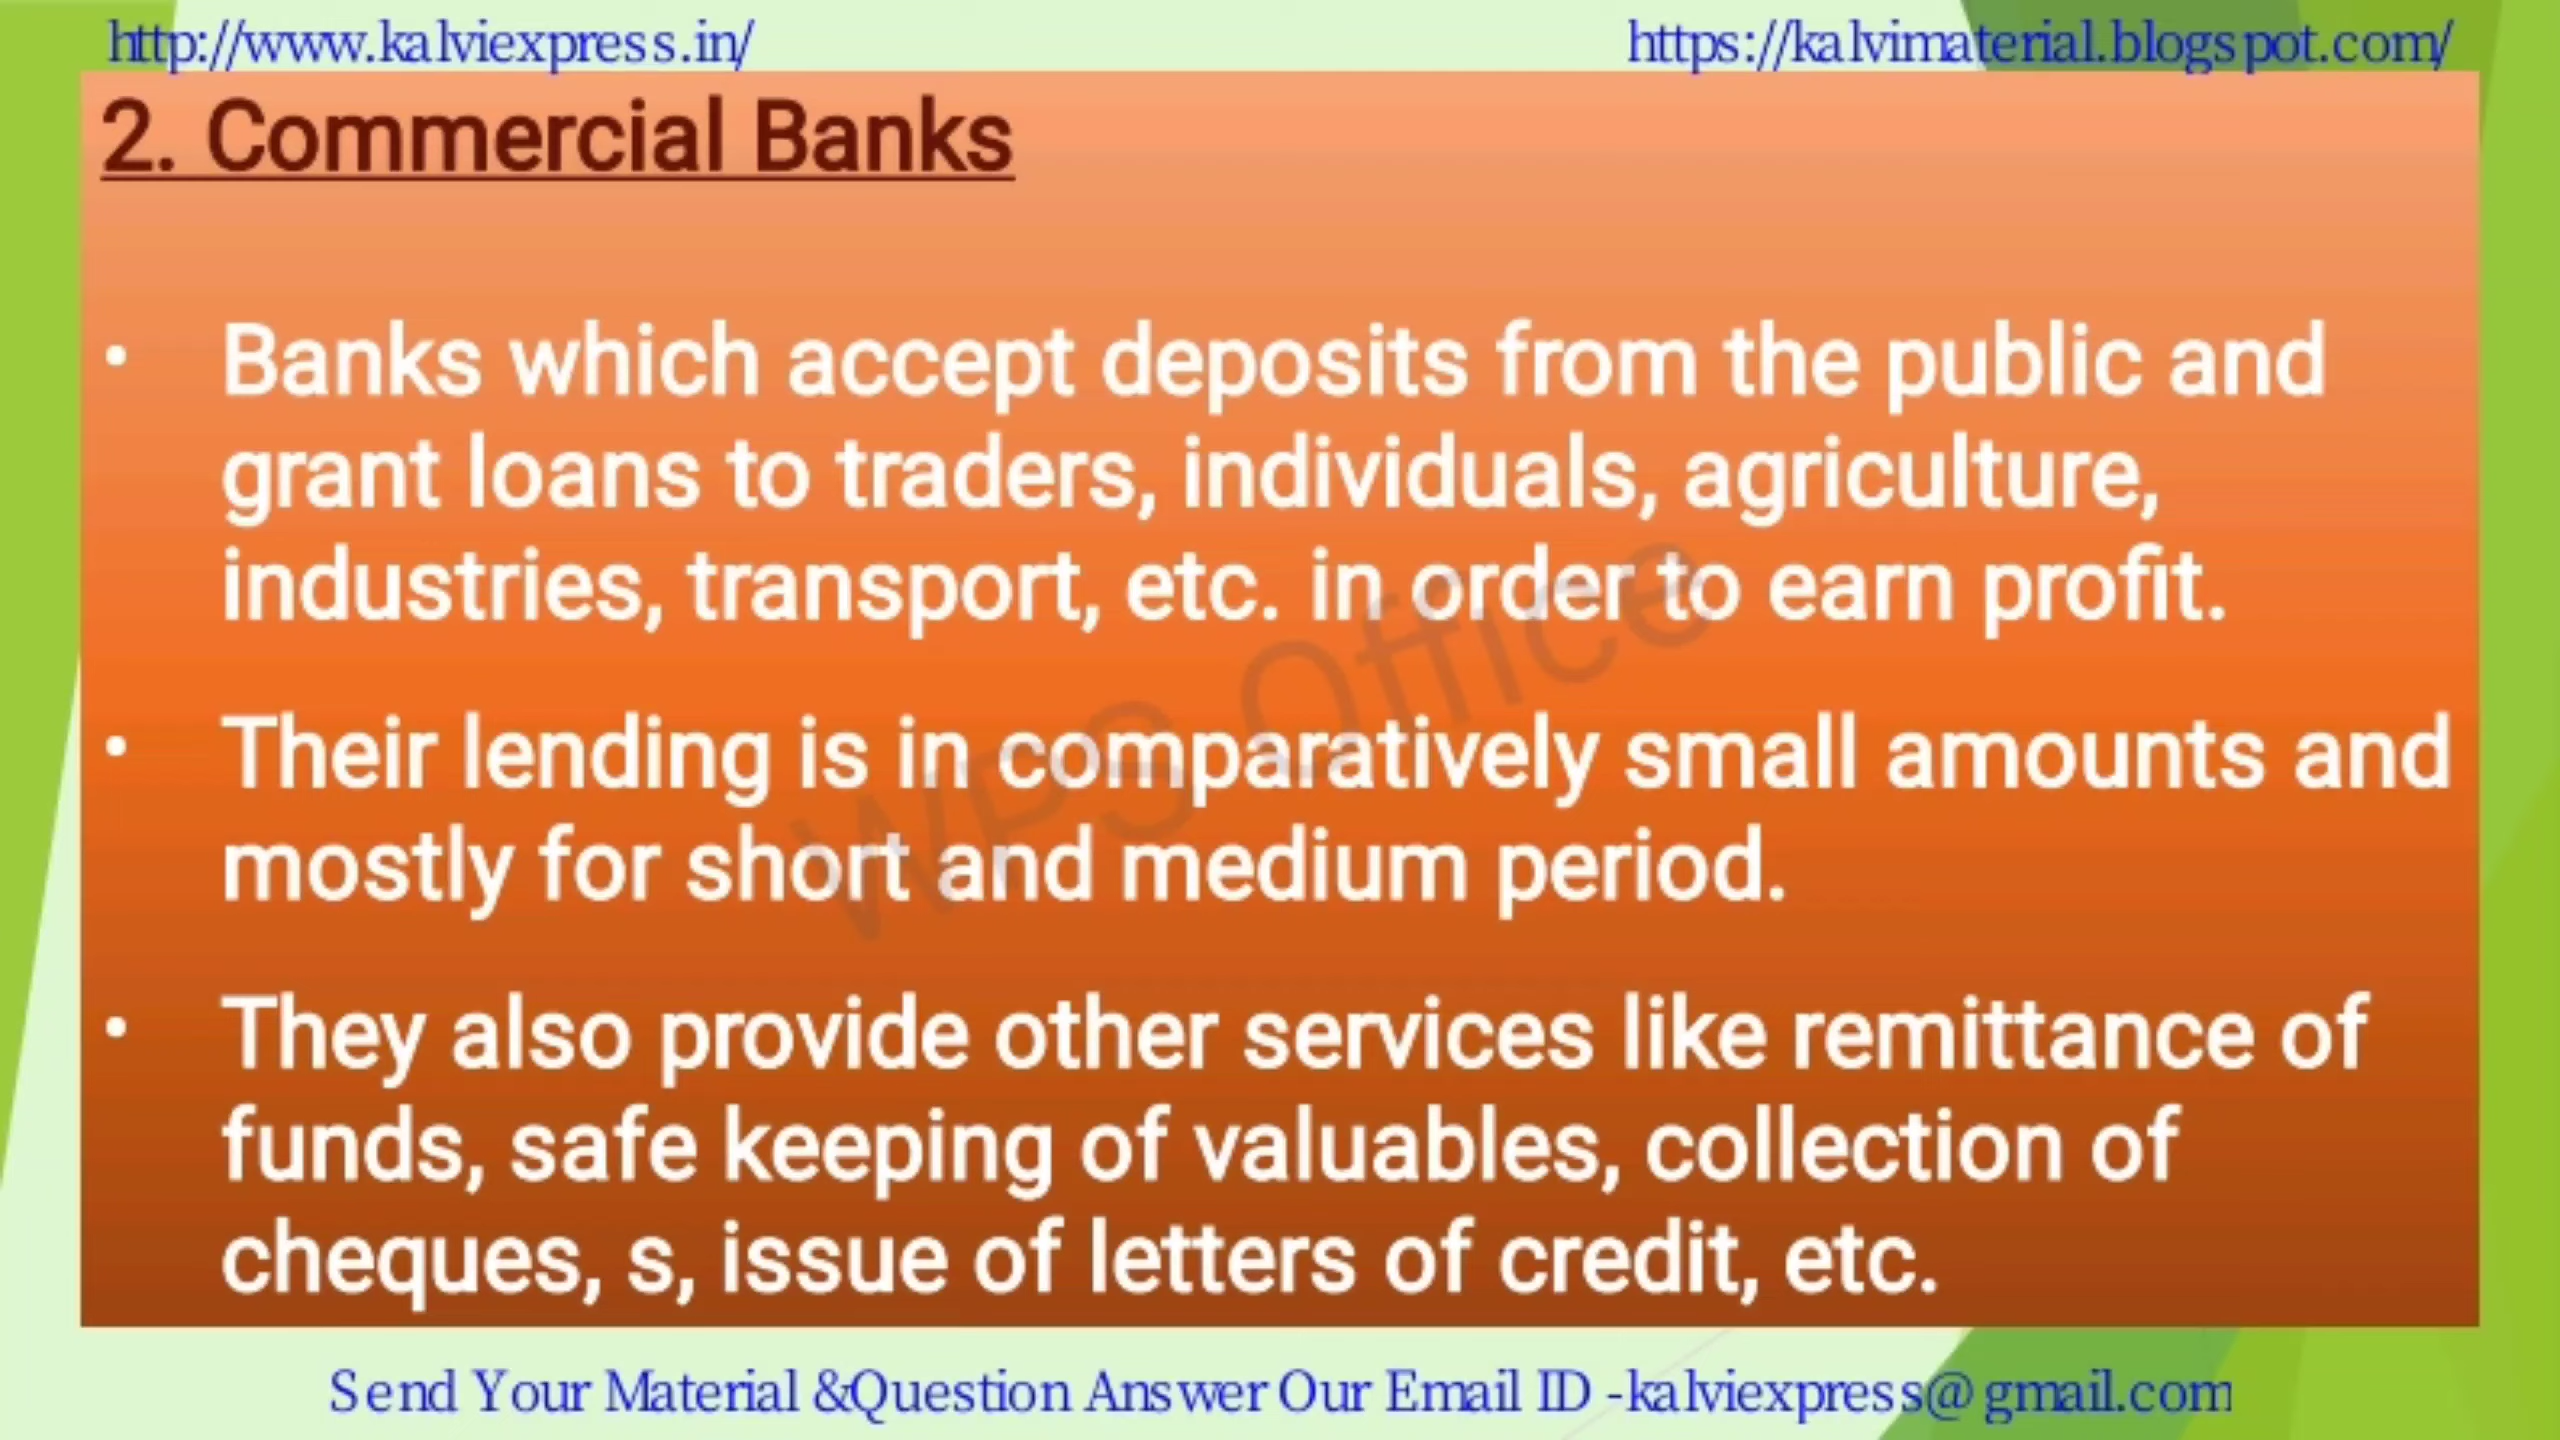 http://www.kalviexpress.in/
https://kalvimaterial.blogspot.com/
2. Commercial Banks
• Banks which accept deposits from the public and
grant loans to traders, individuals, agriculture,
industries, transport, etc. in order to earn profit.
• Their lending is in comparatively small amounts and
mostly for short and medium period.
• They also provide other services like remittance of
funds, safe keeping of valuables, collection of
cheques, s, issue of letters of credit, etc.
WPS Office
Send Your Material &Question Answer Our Email ID -kalviexpress@gmail.com